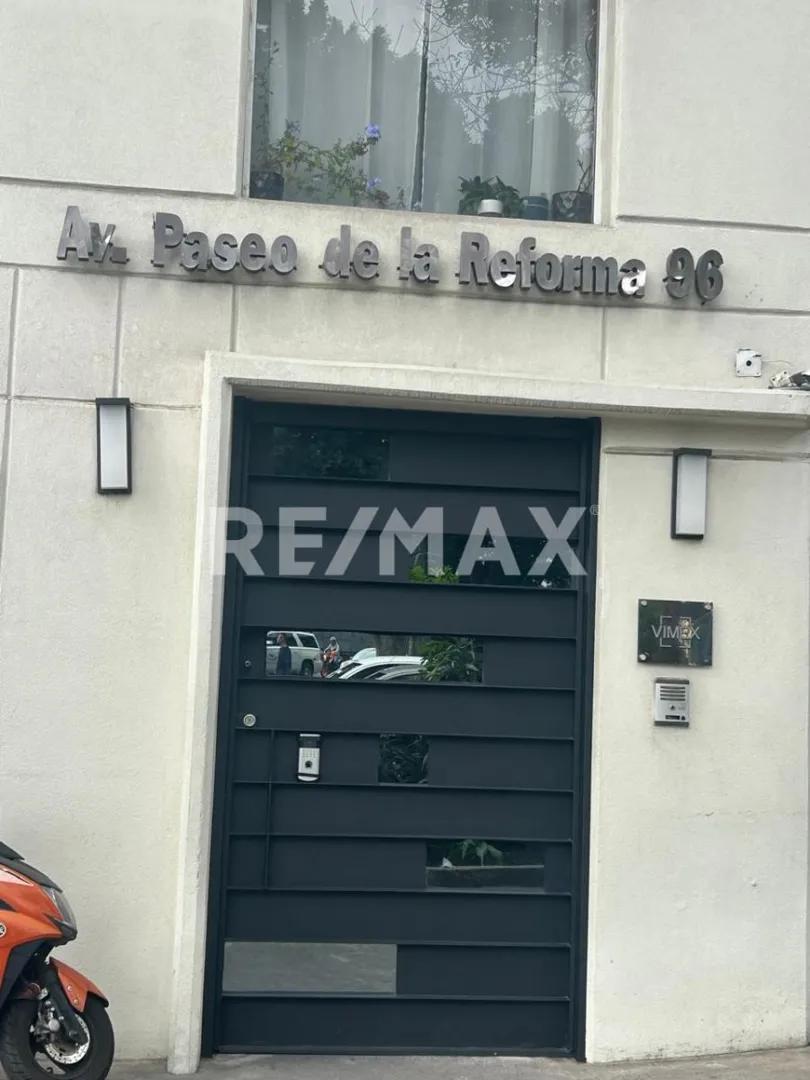 Av. Paseo de la Reforma 96
RE/MAX®
VIMEX